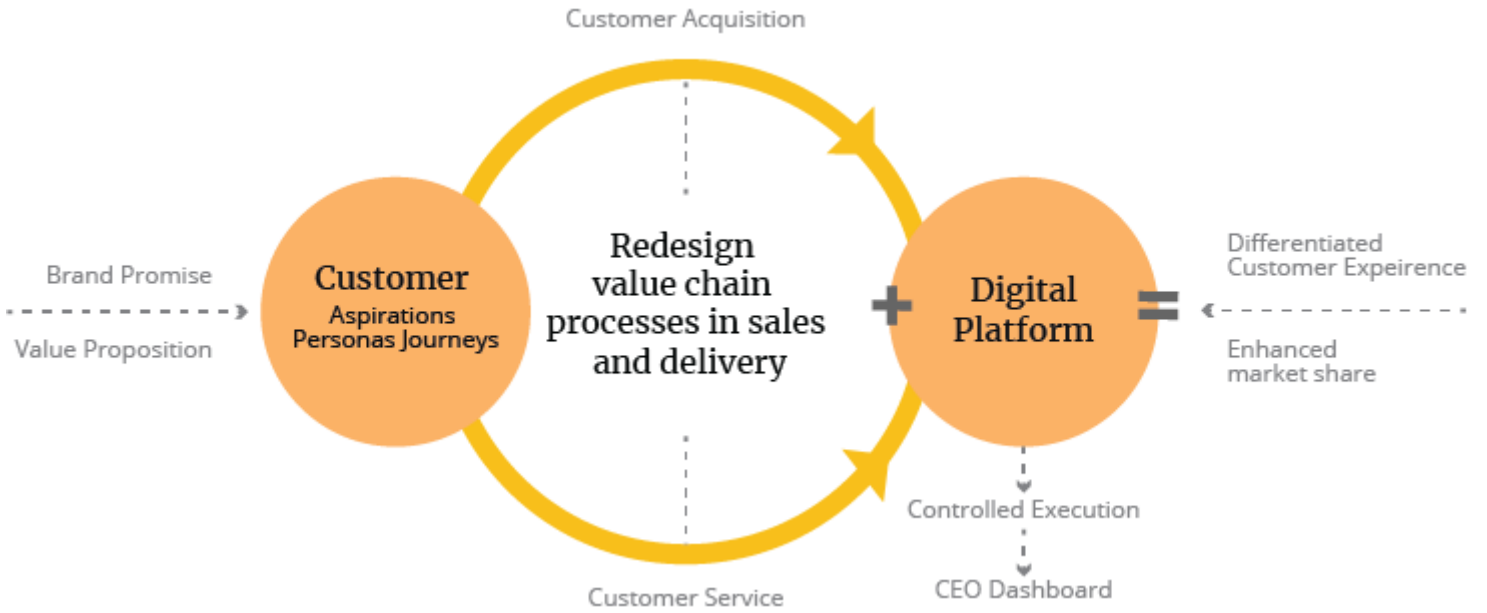 Customer Acquisition
Brand Promise
Value Proposition
Customer
Aspirations
Personas Journeys
Redesign
value chain
processes in sales
and delivery
+
Digital
Platform
=
Differentiated
Customer Expeirence
Enhanced
market share
Controlled Execution
CEO Dashboard
Customer Service